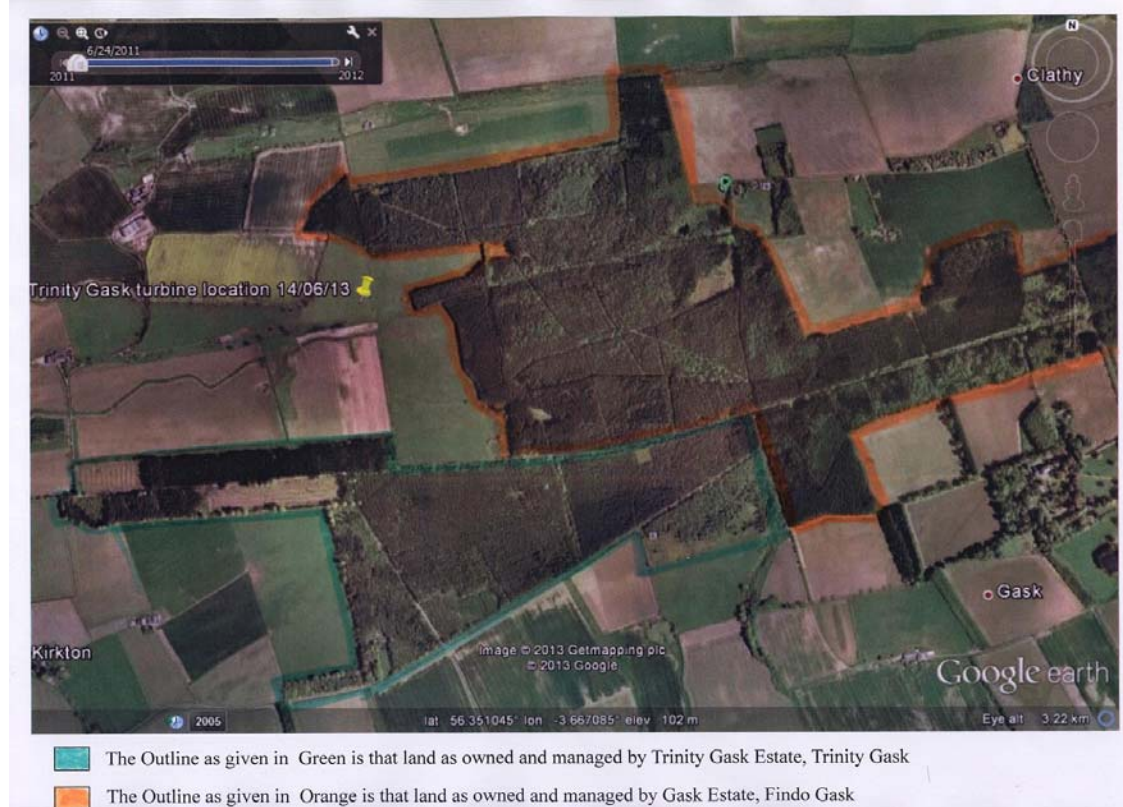 N
6/24/2011
2011
2012
Clathy
Trinity Gask turbine location 14/06/13
Gask
Kirkton
Image © 2013 Getmapping plc
© 2013 Google
Google earth
2005
lat 56.351045° lon -3.667085° elev 102 m
Eye alt 3.22 km
The Outline as given in Green is that land as owned and managed by Trinity Gask Estate, Trinity Gask
The Outline as given in Orange is that land as owned and managed by Gask Estate, Findo Gask